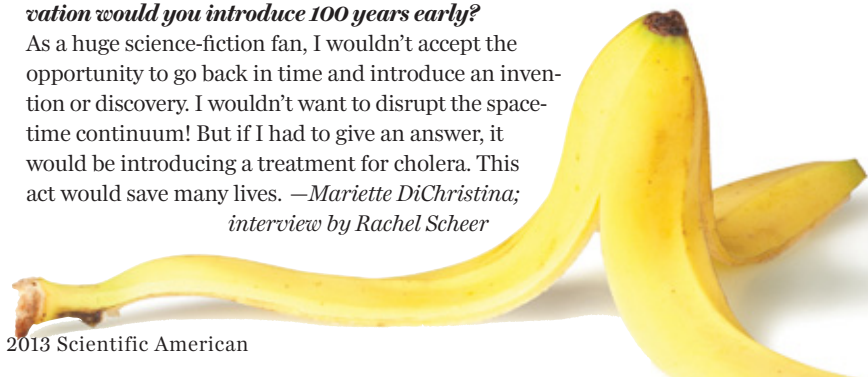 vation would you introduce 100 years early?
As a huge science-fiction fan, I wouldn’t accept the
opportunity to go back in time and introduce an inven-
tion or discovery. I wouldn’t want to disrupt the space-
time continuum! But if I had to give an answer, it
would be introducing a treatment for cholera. This
act would save many lives. —Mariette DiChristina;
interview by Rachel Scheer
2013 Scientific American